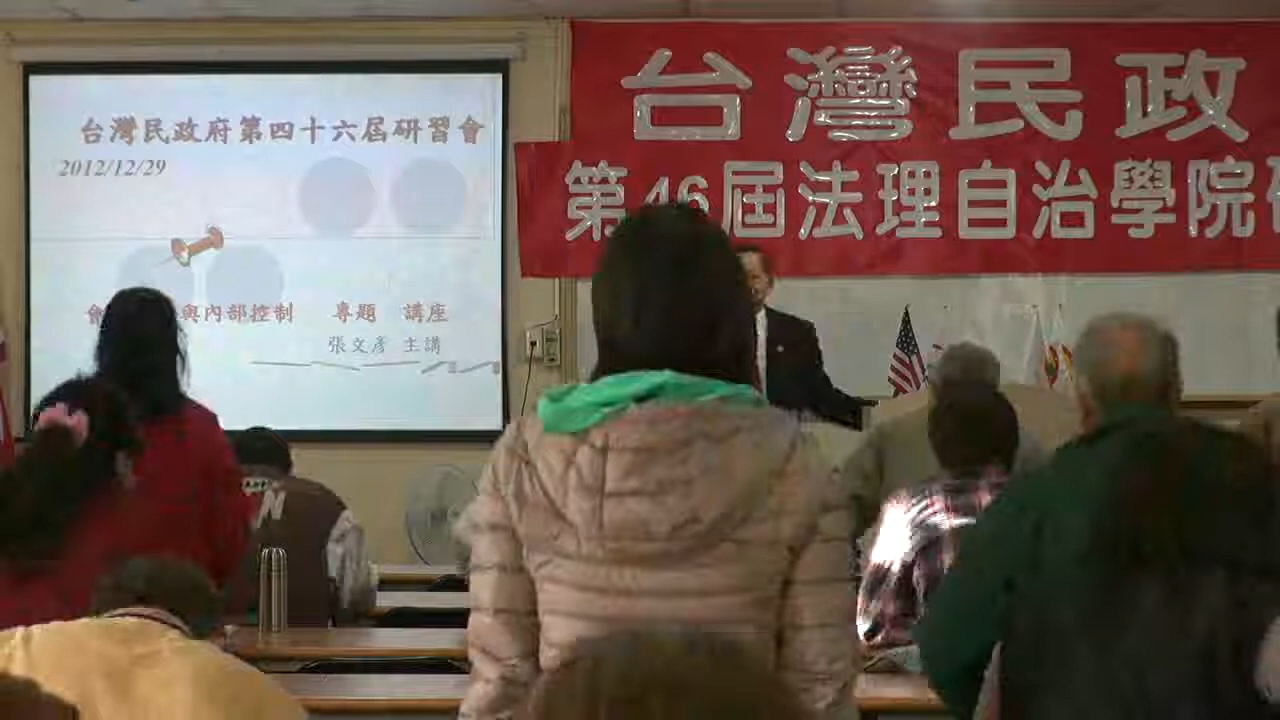 台灣民政府第四十六屆研習會
2012/12/29
與內部控制 專題 講座
張文彥 主講
台灣民政
第46屆法理自治學院研
N